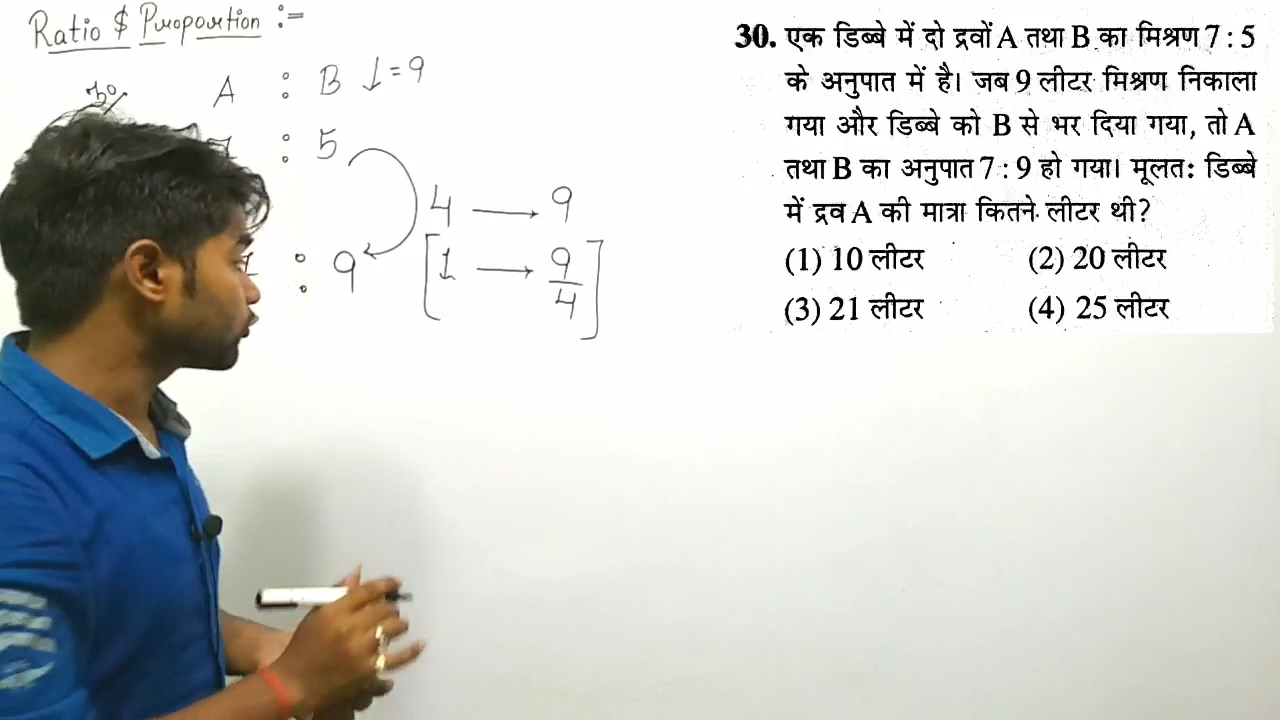 Ratio & Proportion :=
A : B ↓ = 9
: 5
: 9
4 → 9
[1 → 9/4]
30. एक डिब्बे में दो द्रवों A तथा B का मिश्रण 7 : 5
के अनुपात में है। जब 9 लीटर मिश्रण निकाला
गया और डिब्बे को B से भर दिया गया, तो A
तथा B का अनुपात 7 : 9 हो गया। मूलत: डिब्बे
में द्रव A की मात्रा कितने लीटर थी?
(1) 10 लीटर (2) 20 लीटर
(3) 21 लीटर (4) 25 लीटर